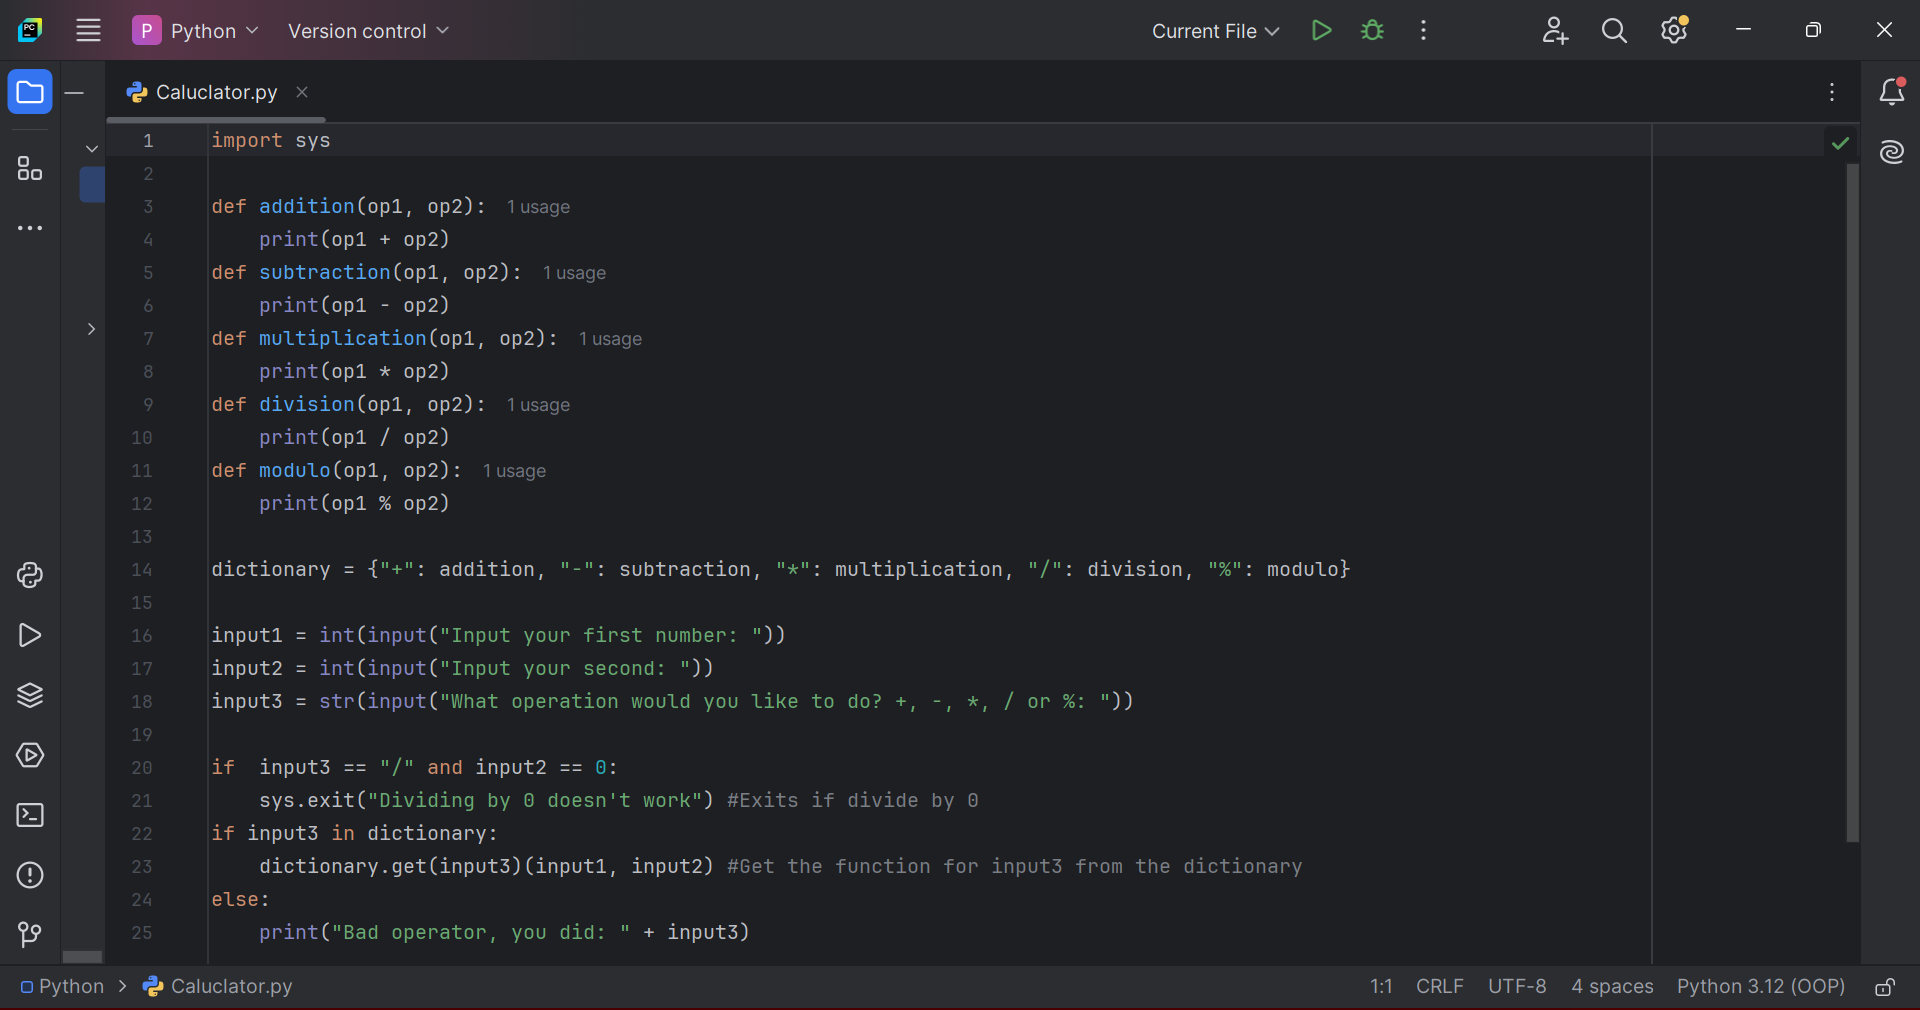 PC
P Python Version control Current File
Caluclator.py
1 import sys
2
3 def addition(op1, op2): 1 usage
4     print(op1 + op2)
5 def subtraction(op1, op2): 1 usage
6     print(op1 - op2)
7 def multiplication(op1, op2): 1 usage
8     print(op1 * op2)
9 def division(op1, op2): 1 usage
10     print(op1 / op2)
11 def modulo(op1, op2): 1 usage
12     print(op1 % op2)
13
14 dictionary = {"+": addition, "-": subtraction, "*": multiplication, "/": division, "%": modulo}
15
16 input1 = int(input("Input your first number: "))
17 input2 = int(input("Input your second: "))
18 input3 = str(input("What operation would you like to do? +, -, *, / or %: "))
19
20 if  input3 == "/" and input2 == 0:
21     sys.exit("Dividing by 0 doesn't work") #Exits if divide by 0
22 if input3 in dictionary:
23     dictionary.get(input3)(input1, input2) #Get the function for input3 from the dictionary
24 else:
25     print("Bad operator, you did: " + input3)
Python > Caluclator.py 1:1 CRLF UTF-8 4 spaces Python 3.12 (OOP)